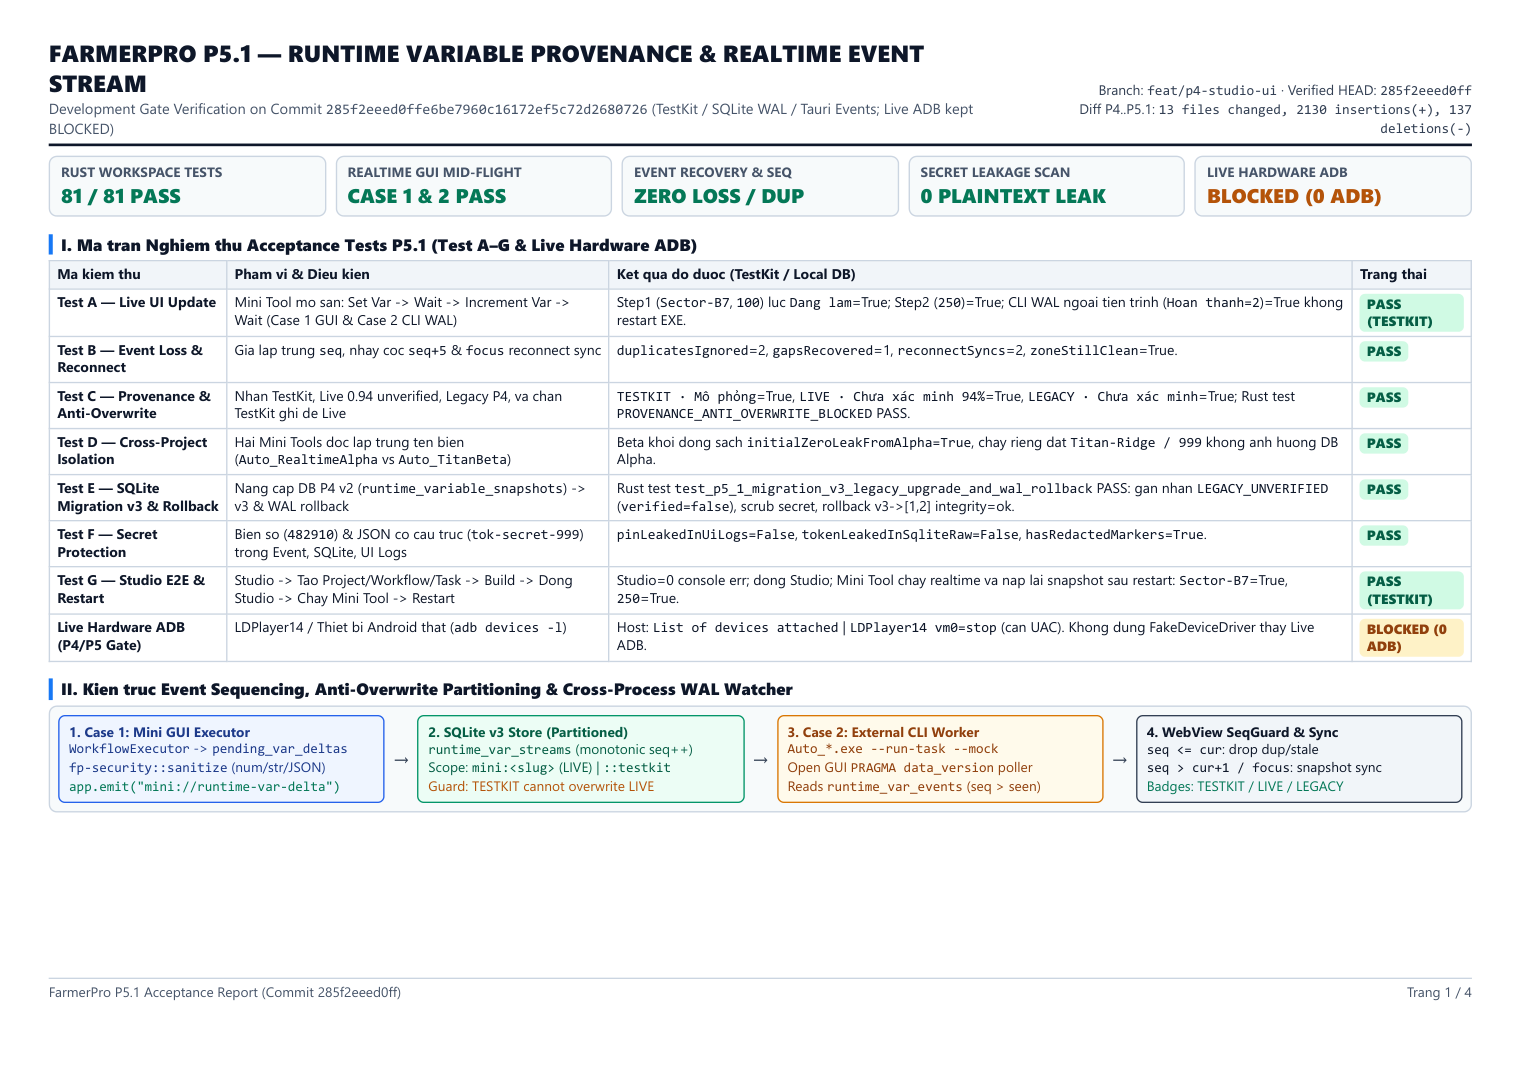 FARMERPRO P5.1 — RUNTIME VARIABLE PROVENANCE & REALTIME EVENT
STREAM
Development Gate Verification on Commit 285f2eeed0ffe6be7960c16172ef5c72d2680726 (TestKit / SQLite WAL / Tauri Events; Live ADB kept
BLOCKED)
Branch: feat/p4-studio-ui · Verified HEAD: 285f2eeed0ff
Diff P4..P5.1: 13 files changed, 2130 insertions(+), 137
deletions(-)
RUST WORKSPACE TESTS
81 / 81 PASS
REALTIME GUI MID-FLIGHT
CASE 1 & 2 PASS
EVENT RECOVERY & SEQ
ZERO LOSS / DUP
SECRET LEAKAGE SCAN
0 PLAINTEXT LEAK
LIVE HARDWARE ADB
BLOCKED (0 ADB)
I. Ma tran Nghiem thu Acceptance Tests P5.1 (Test A–G & Live Hardware ADB)
Ma kiem thu
Pham vi & Dieu kien
Ket qua do duoc (TestKit / Local DB)
Trang thai
Test A — Live UI Update
Mini Tool mo san: Set Var -> Wait -> Increment Var ->
Wait (Case 1 GUI & Case 2 CLI WAL)
Step1 (Sector-B7, 100) luc Dang lam=True; Step2 (250)=True; CLI WAL ngoai tien trinh (Hoan thanh=2)=True khong
restart EXE.
PASS
(TESTKIT)
Test B — Event Loss &
Reconnect
Gia lap trung seq, nhay coc seq+5 & focus reconnect sync
duplicatesIgnored=2, gapsRecovered=1, reconnectSyncs=2, zoneStillClean=True.
PASS
Test C — Provenance &
Anti-Overwrite
Nhan TestKit, Live 0.94 unverified, Legacy P4, va chan
TestKit ghi de Live
TESTKIT · Mô phỏng=True, LIVE · Chưa xác minh 94%=True, LEGACY · Chưa xác minh=True; Rust test
PROVENANCE_ANTI_OVERWRITE_BLOCKED PASS.
PASS
Test D — Cross-Project
Isolation
Hai Mini Tools doc lap trung ten bien
(Auto_RealtimeAlpha vs Auto_TitanBeta)
Beta khoi dong sach initialZeroLeakFromAlpha=True, chay rieng dat Titan-Ridge / 999 khong anh huong DB
Alpha.
PASS
Test E — SQLite
Migration v3 & Rollback
Nang cap DB P4 v2 (runtime_variable_snapshots) ->
v3 & WAL rollback
Rust test test_p5_1_migration_v3_legacy_upgrade_and_wal_rollback PASS: gan nhan LEGACY_UNVERIFIED
(verified=false), scrub secret, rollback v3->[1,2] integrity=ok.
PASS
Test F — Secret
Protection
Bien so (482910) & JSON co cau truc (tok-secret-999)
trong Event, SQLite, UI Logs
pinLeakedInUiLogs=False, tokenLeakedInSqliteRaw=False, hasRedactedMarkers=True.
PASS
Test G — Studio E2E &
Restart
Studio -> Tao Project/Workflow/Task -> Build -> Dong
Studio -> Chay Mini Tool -> Restart
Studio=0 console err; dong Studio; Mini Tool chay realtime va nap lai snapshot sau restart: Sector-B7=True,
250=True.
PASS
(TESTKIT)
Live Hardware ADB
(P4/P5 Gate)
LDPlayer14 / Thiet bi Android that (adb devices -l)
Host: List of devices attached | LDPlayer14 vm0=stop (can UAC). Khong dung FakeDeviceDriver thay Live
ADB.
BLOCKED (0
ADB)
II. Kien truc Event Sequencing, Anti-Overwrite Partitioning & Cross-Process WAL Watcher
1. Case 1: Mini GUI Executor
WorkflowExecutor -> pending_var_deltas
fp-security::sanitize (num/str/JSON)
app.emit("mini://runtime-var-delta")
→
2. SQLite v3 Store (Partitioned)
runtime_var_streams (monotonic seq++)
Scope: mini:<slug> (LIVE) | ::testkit
Guard: TESTKIT cannot overwrite LIVE
→
3. Case 2: External CLI Worker
Auto_*.exe --run-task --mock
Open GUI PRAGMA data_version poller
Reads runtime_var_events (seq > seen)
→
4. WebView SeqGuard & Sync
seq <= cur: drop dup/stale
seq > cur+1 / focus: snapshot sync
Badges: TESTKIT / LIVE / LEGACY
FarmerPro P5.1 Acceptance Report (Commit 285f2eeed0ff)
Trang 1 / 4